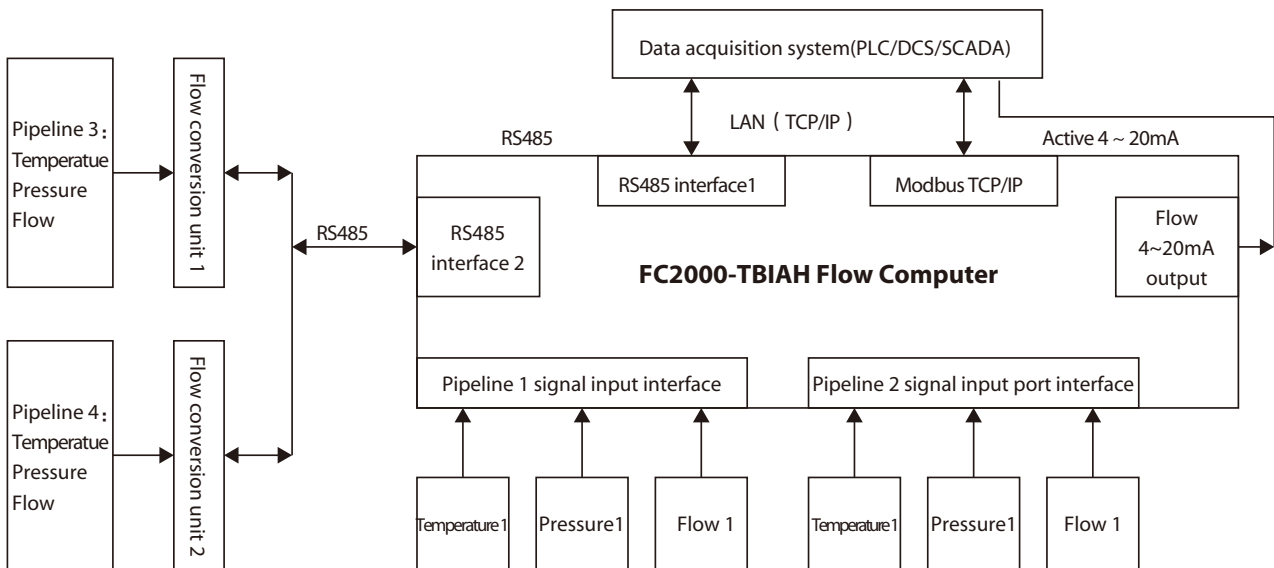 Data acquisition system(PLC/DCS/SCADA)
Pipeline 3：
Temperatue
Pressure
Flow
Flow conversion unit 1
LAN（TCP/IP）
RS485
Active 4 ~ 20mA
RS485 interface1
Modbus TCP/IP
RS485
RS485
interface 2
FC2000-TBIAH Flow Computer
Flow
4~20mA
output
Pipeline 4：
Temperatue
Pressure
Flow
Flow conversion unit 2
Pipeline 1 signal input interface
Pipeline 2 signal input port interface
Temperature1
Pressure1
Flow 1
Temperature1
Pressure1
Flow 1